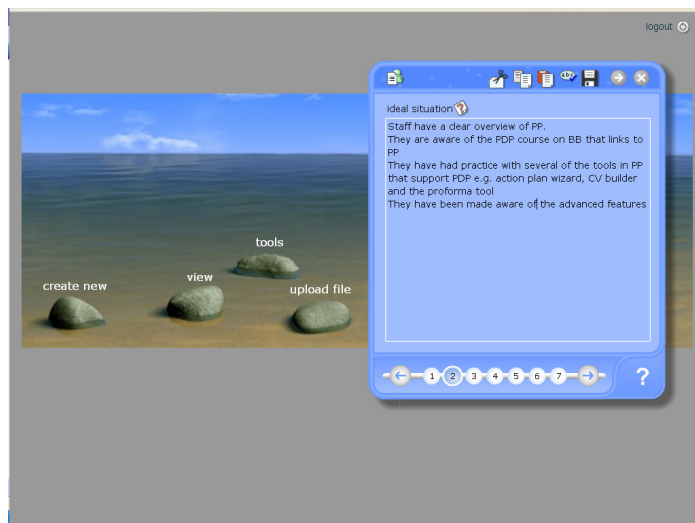 logout
ABC
ideal situation
Staff have a clear overview of PP.
They are aware of the PDP course on BB that links to
PP
They have had practice with several of the tools in PP
that support PDP e.g. action plan wizard, CV builder
and the proforma tool
They have been made aware of the advanced features
tools
view
create new
upload file
1 2 3 4 5 6 7
?